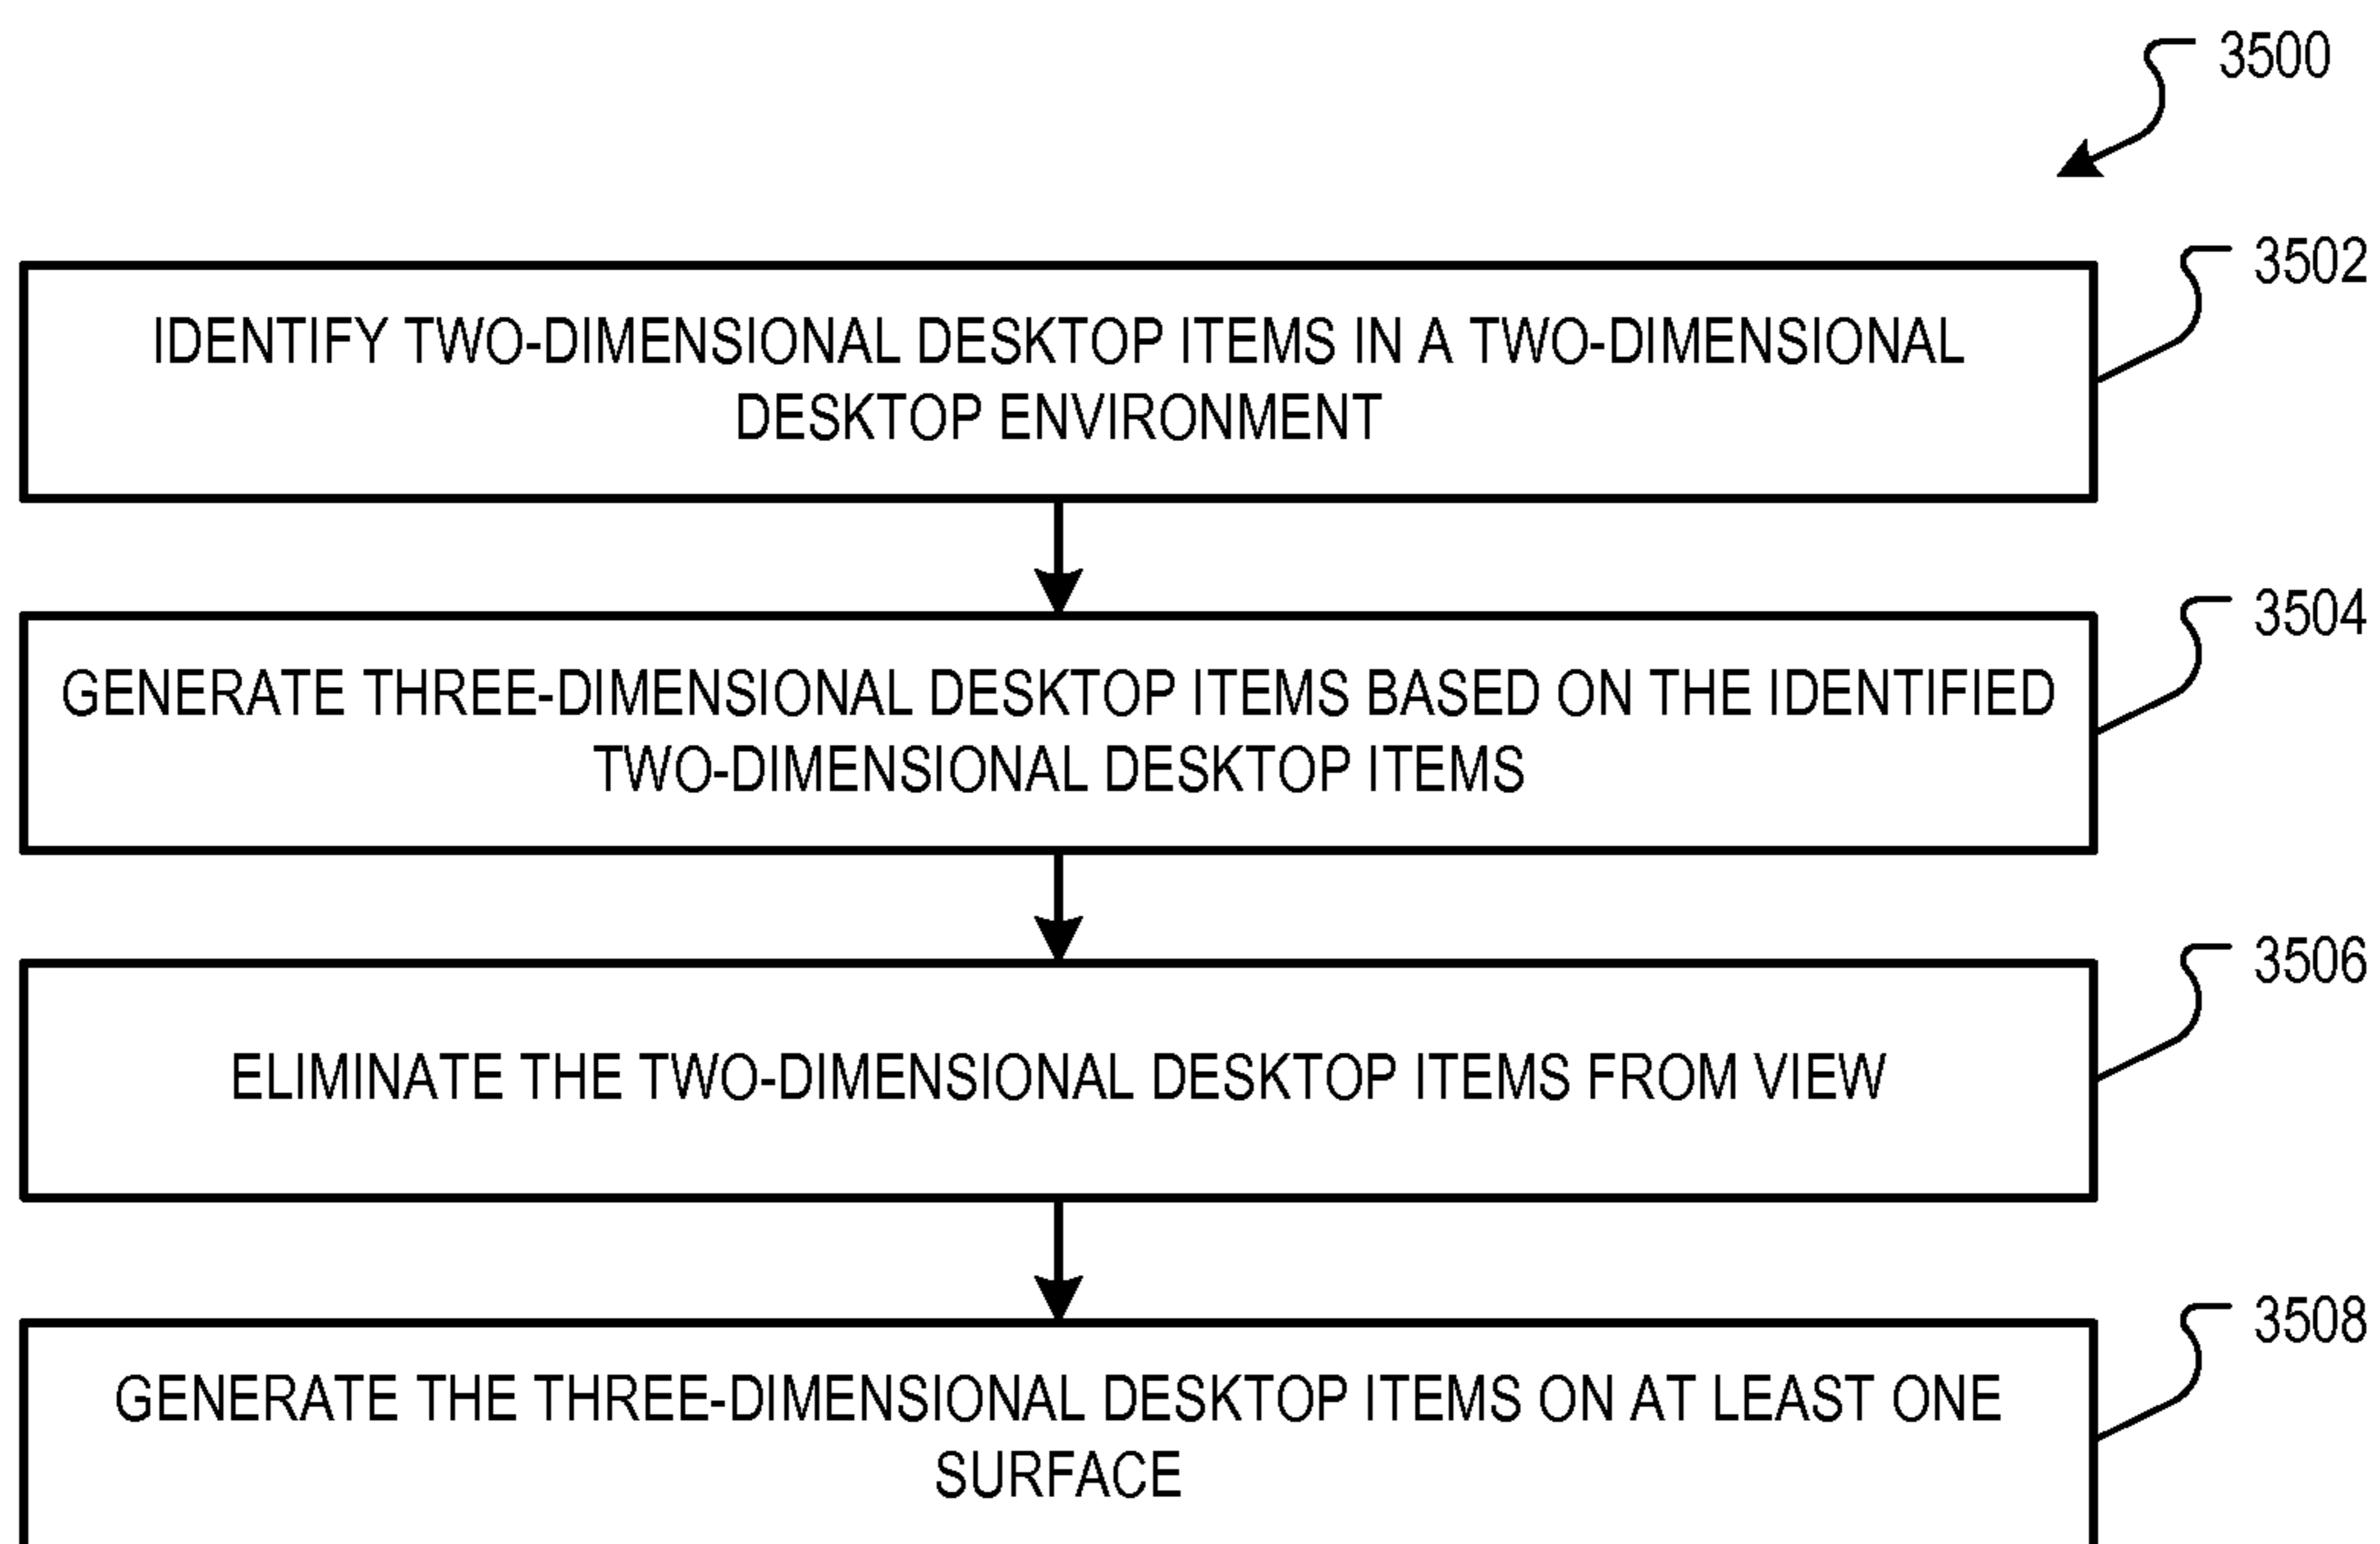 3500
3502
IDENTIFY TWO-DIMENSIONAL DESKTOP ITEMS IN A TWO-DIMENSIONAL
DESKTOP ENVIRONMENT
3504
GENERATE THREE-DIMENSIONAL DESKTOP ITEMS BASED ON THE IDENTIFIED
TWO-DIMENSIONAL DESKTOP ITEMS
3506
ELIMINATE THE TWO-DIMENSIONAL DESKTOP ITEMS FROM VIEW
3508
GENERATE THE THREE-DIMENSIONAL DESKTOP ITEMS ON AT LEAST ONE
SURFACE